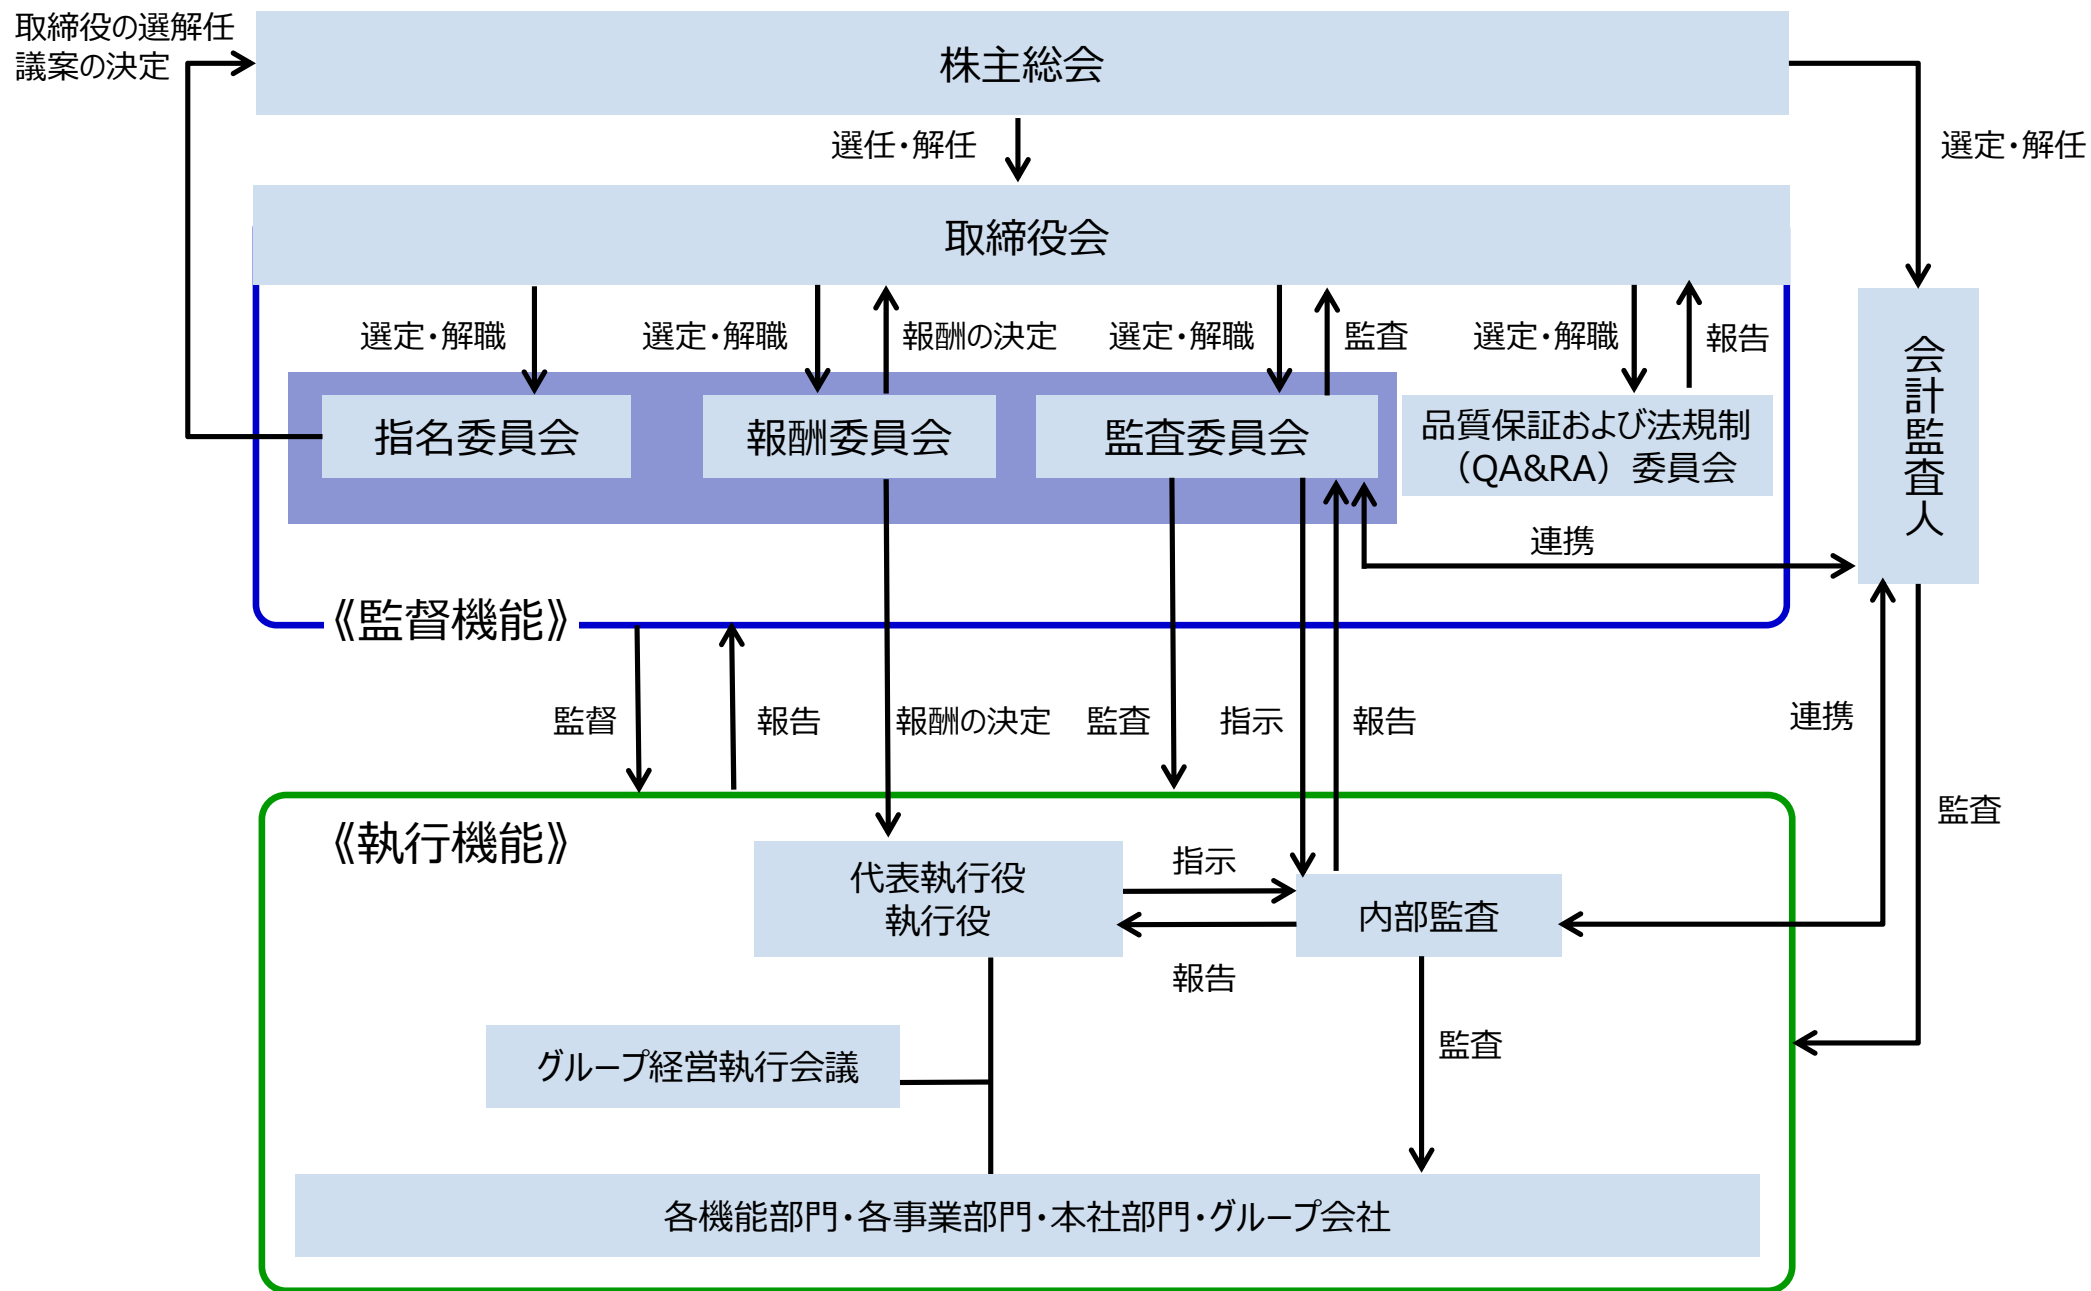 取締役の選解任
議案の決定
株主総会
選任・解任
選定・解任
取締役会
選定・解職
選定・解職
報酬の決定
選定・解職
監査
選定・解職
報告
指名委員会
報酬委員会
監査委員会
品質保証および法規制
（QA&RA）委員会
会計監査人
連携
《監督機能》
監督
報告
報酬の決定
監査
指示
報告
連携
監査
《執行機能》
代表執行役
執行役
指示
報告
内部監査
監査
グループ経営執行会議
各機能部門・各事業部門・本社部門・グループ会社